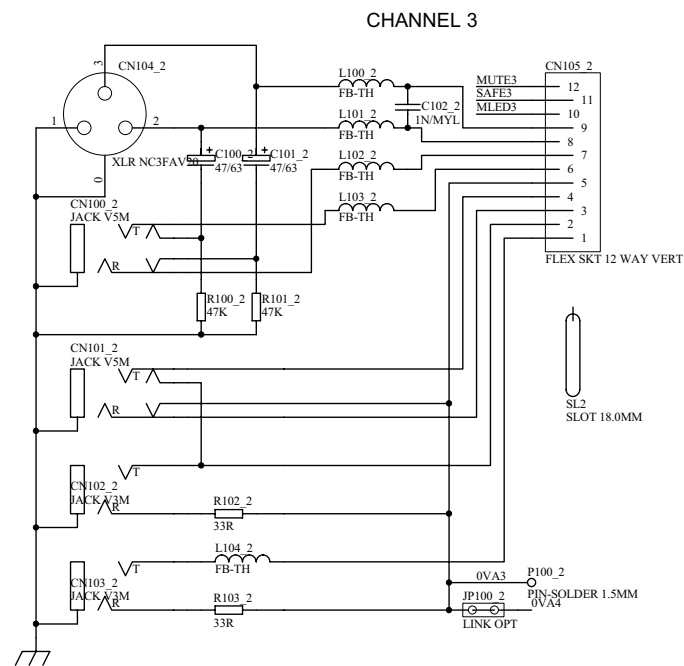 CHANNEL 3
CN104_2
3
1
2
0
XLR NC3FAV20
L100_2
FB-TH
C102_2
1N/MYL
L101_2
FB-TH
+ C100_2
47/63
+ C101_2
47/63
L102_2
FB-TH
L103_2
FB-TH
CN105_2
MUTE3
SAFE3
MLED3
12
11
10
9
8
7
6
5
4
3
2
1
FLEX SKT 12 WAY VERT
CN100_2
JACK V5M
T
R
R100_2
47K
R101_2
47K
CN101_2
JACK V5M
T
R
SL2
SLOT 18.0MM
T
CN102_2
JACK V3M
R
R102_2
33R
L104_2
FB-TH
T
CN103_2
JACK V3M
R
R103_2
33R
0VA3
P100_2
PIN-SOLDER 1.5MM
JP100_2
0VA4
LINK OPT